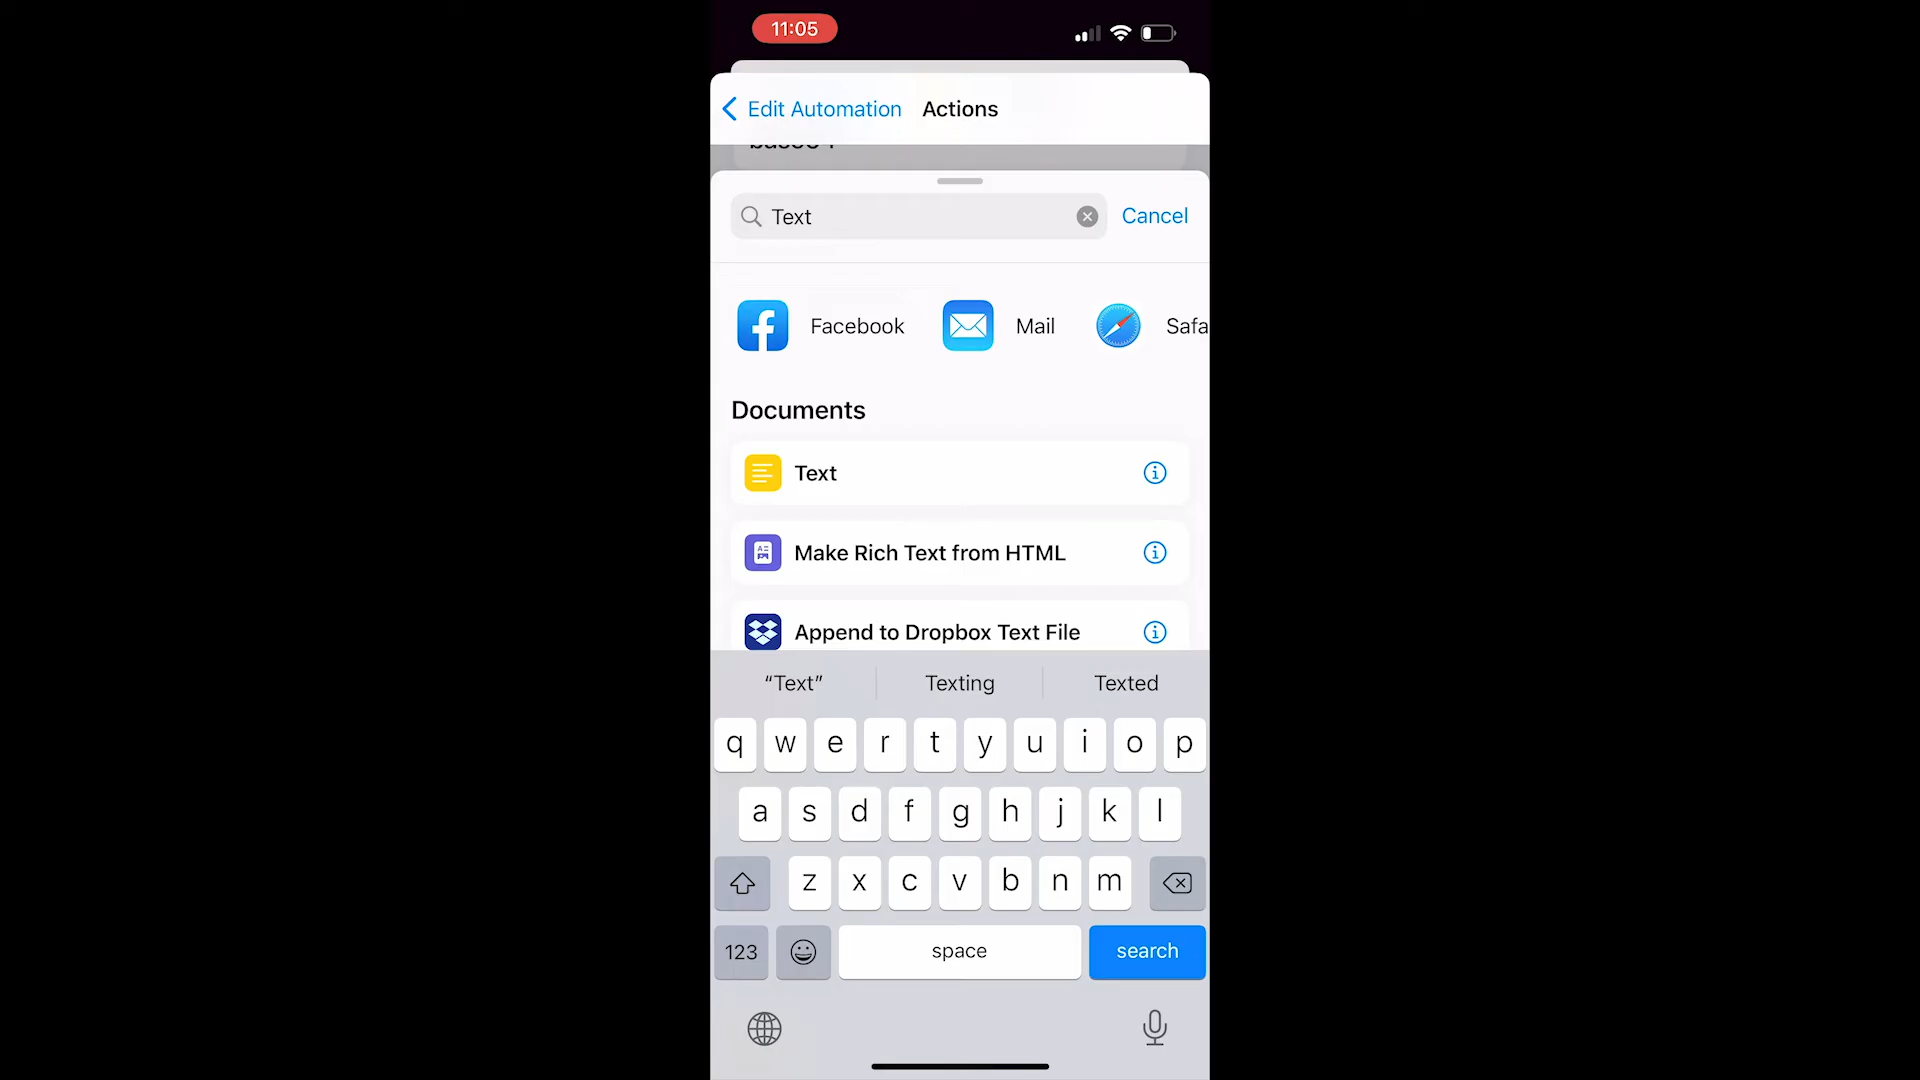 11:05
Edit Automation Actions
Text
Cancel
Facebook Mail Safa
Documents
Text
Make Rich Text from HTML
Append to Dropbox Text File
“Text” Texting Texted
q w e r t y u i o p
a s d f g h j k l
z x c v b n m
123 space search